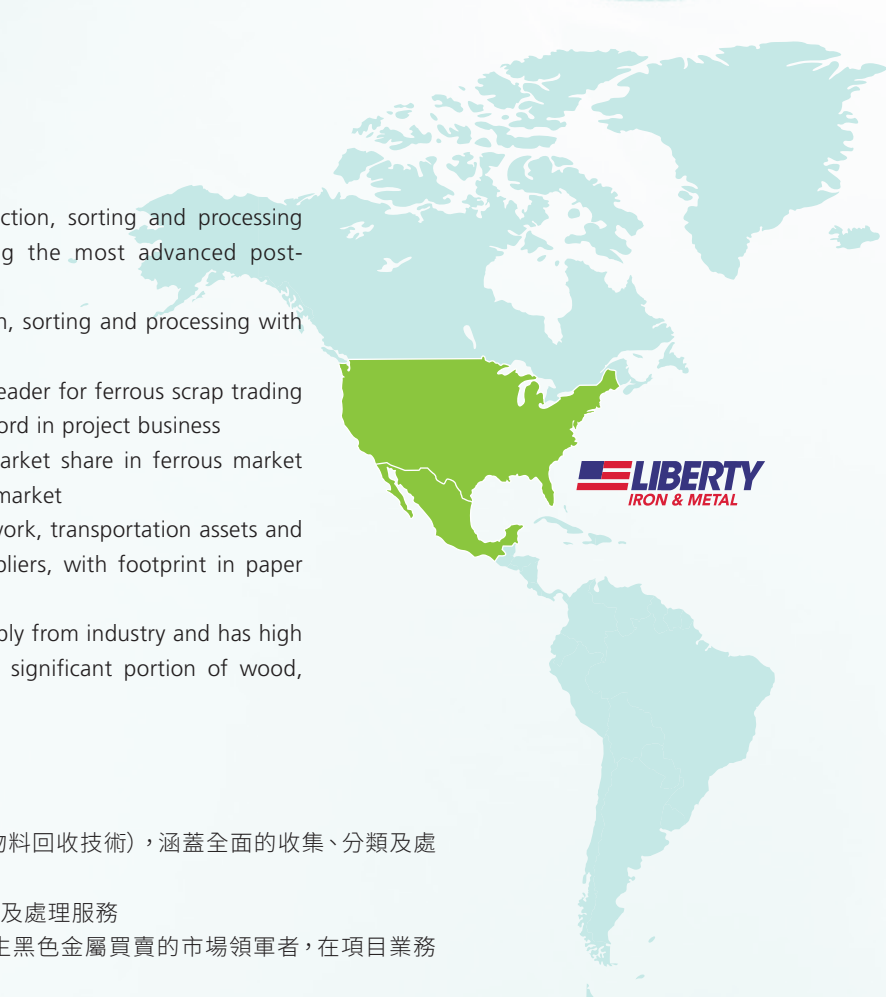 ction, sorting and processing
g the most advanced post-
n, sorting and processing with
eader for ferrous scrap trading
ord in project business
arket share in ferrous market
market
work, transportation assets and
pliers, with footprint in paper
ply from industry and has high
significant portion of wood,
LIBERTY
IRON & METAL
物料回收技術），涵蓋全面的收集、分類及處
及處理服務
生黑色金屬買賣的市場領軍者，在項目業務